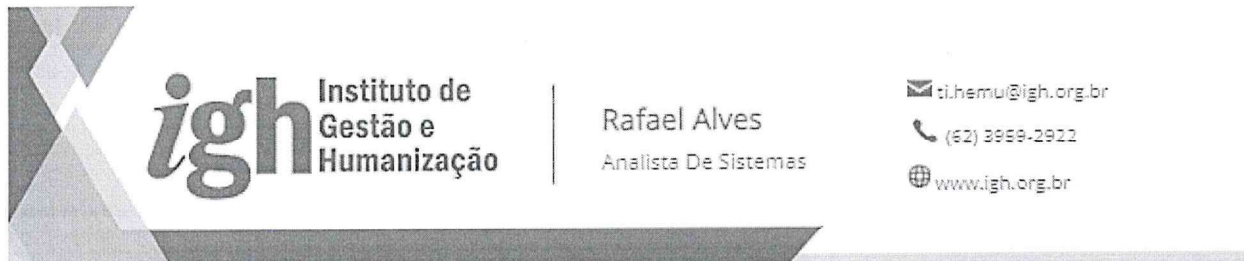 igh
Instituto de
Gestão e
Humanização
Rafael Alves
Analista De Sistemas
ti.hemu@igh.org.br
(62) 3959-2922
www.igh.org.br